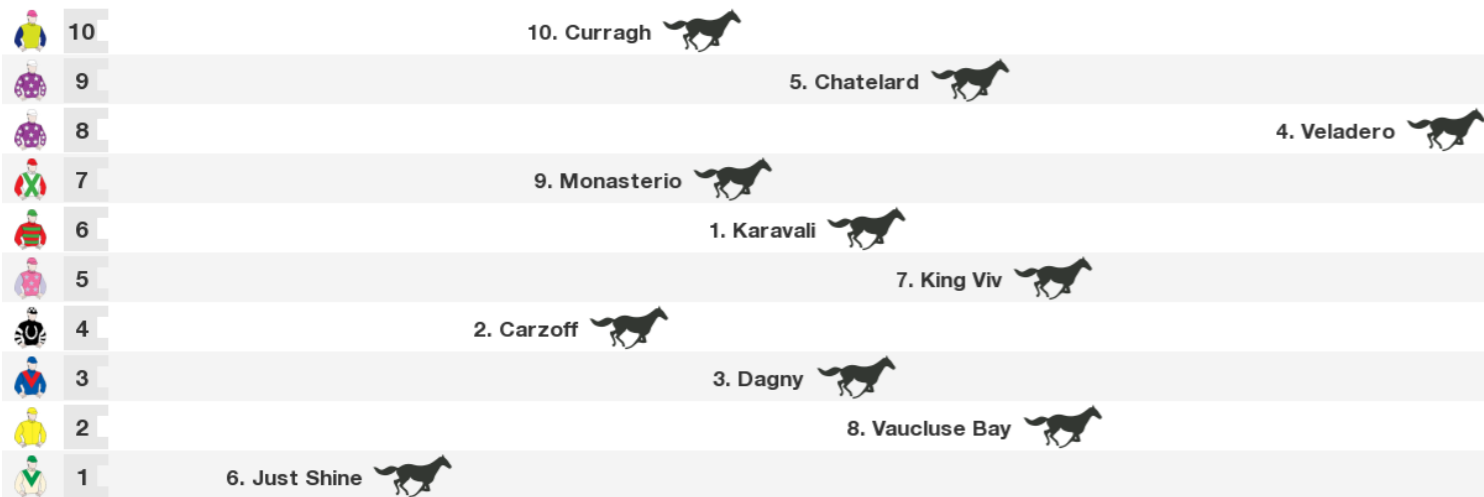 10 10. Curragh
9 5. Chatelard
8 4. Veladero
7 9. Monasterio
6 1. Karavali
5 7. King Viv
4 2. Carzoff
3 3. Dagny
2 8. Vaucluse Bay
1 6. Just Shine